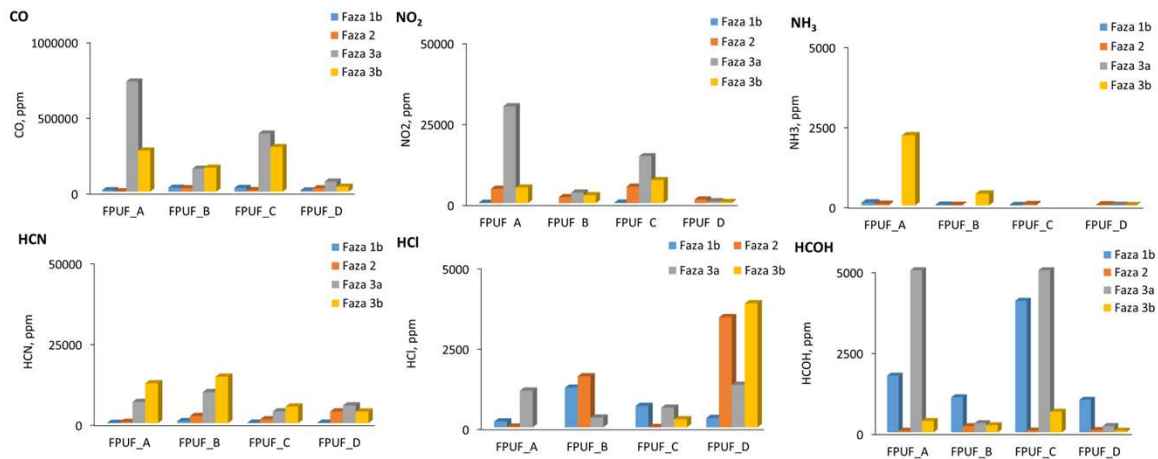 CO
Faza 1b
Faza 2
Faza 3a
Faza 3b
CO, ppm
1000000
500000
0
FPUF_A FPUF_B FPUF_C FPUF_D
NO₂
Faza 1b
Faza 2
Faza 3a
Faza 3b
NO2, ppm
50000
25000
0
FPUF_A FPUF_B FPUF_C FPUF_D
NH₃
Faza 1b
Faza 2
Faza 3a
Faza 3b
NH3, ppm
5000
2500
0
FPUF_A FPUF_B FPUF_C FPUF_D
HCN
Faza 1b
Faza 2
Faza 3a
Faza 3b
HCN, ppm
50000
25000
0
FPUF_A FPUF_B FPUF_C FPUF_D
HCl
Faza 1b Faza 2
Faza 3a Faza 3b
HCl, ppm
5000
2500
0
FPUF_A FPUF_B FPUF_C FPUF_D
HCOH
Faza 1b
Faza 2
Faza 3a
Faza 3b
HCOH, ppm
5000
2500
0
FPUF_A FPUF_B FPUF_C FPUF_D